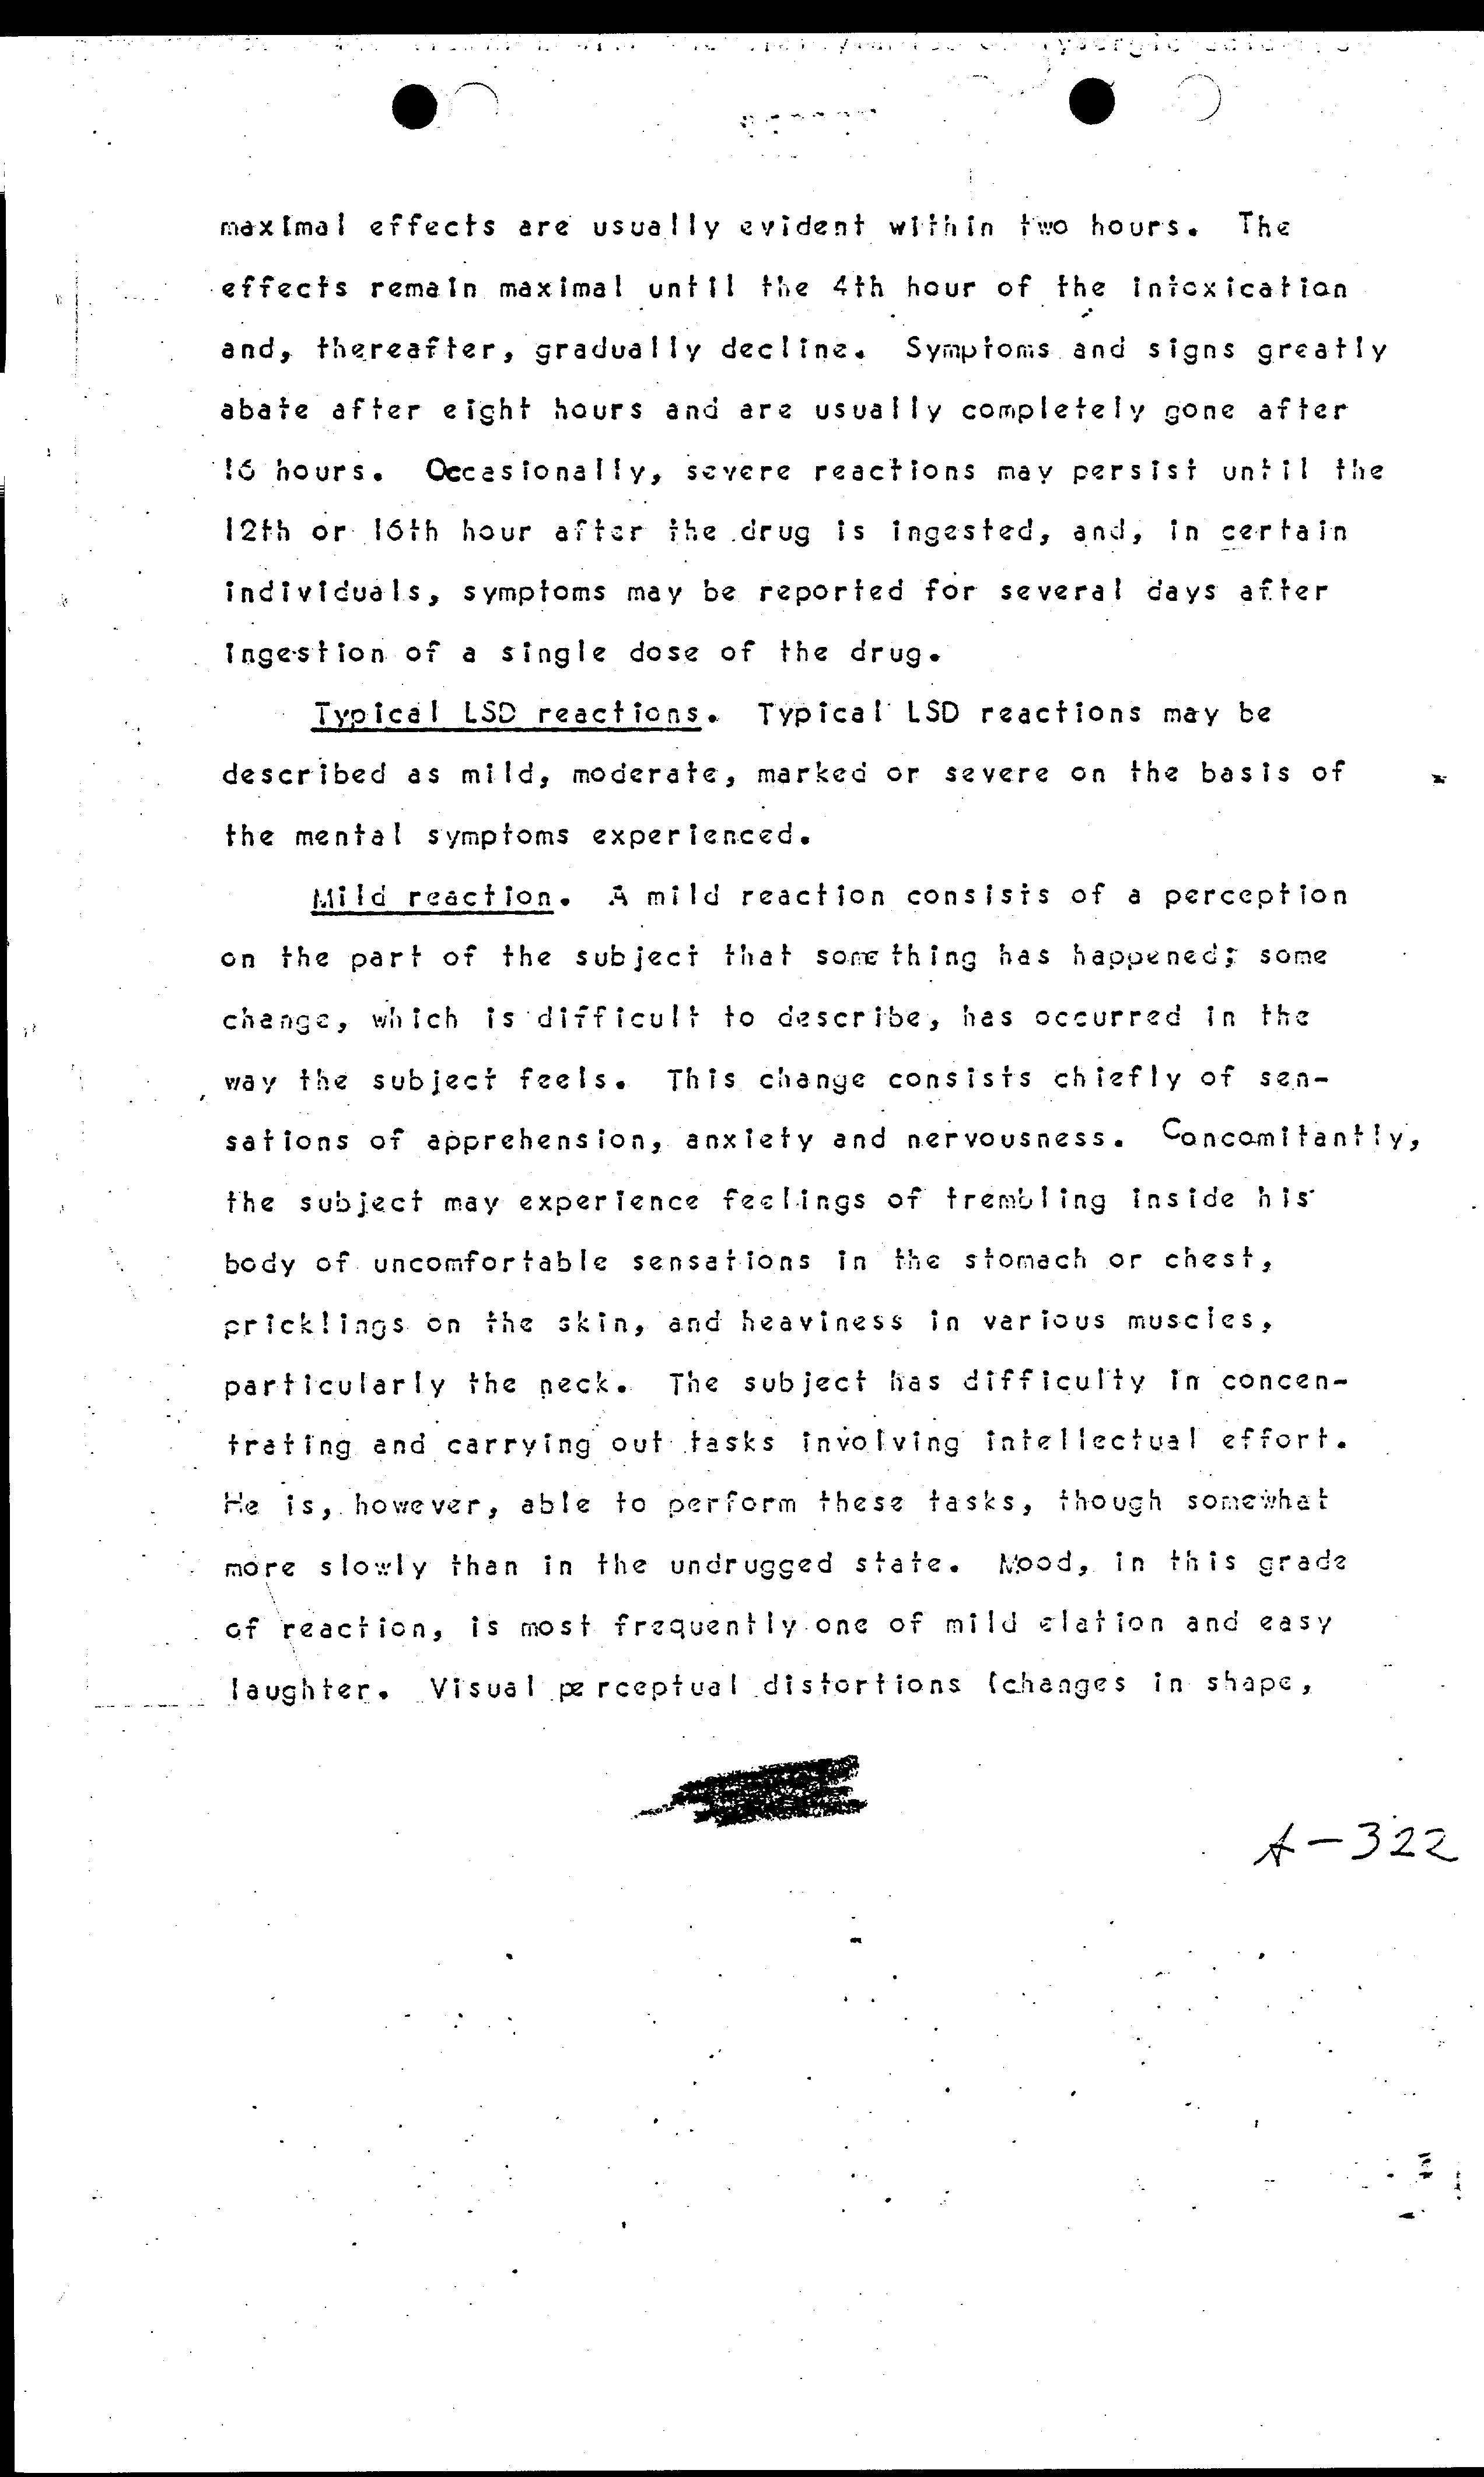 maximal effects are usually evident within two hours. The
effects remain maximal until the 4th hour of the intoxication
and, thereafter, gradually decline. Symptoms and signs greatly
abate after eight hours and are usually completely gone after
16 hours. Occasionally, severe reactions may persist until the
12th or 16th hour after the drug is ingested, and, in certain
individuals, symptoms may be reported for several days after
ingestion of a single dose of the drug.
Typical LSD reactions. Typical LSD reactions may be
described as mild, moderate, marked or severe on the basis of
the mental symptoms experienced.
Mild reaction. A mild reaction consists of a perception
on the part of the subject that something has happened; some
change, which is difficult to describe, has occurred in the
way the subject feels. This change consists chiefly of sen-
sations of apprehension, anxiety and nervousness. Concomitantly,
the subject may experience feelings of trembling inside his
body of uncomfortable sensations in the stomach or chest,
pricklings on the skin, and heaviness in various muscles,
particularly the neck. The subject has difficulty in concen-
trating and carrying out tasks involving intellectual effort.
He is, however, able to perform these tasks, though somewhat
more slowly than in the undrugged state. Mood, in this grade
of reaction, is most frequently one of mild elation and easy
laughter. Visual perceptual distortions (changes in shape,
A-322